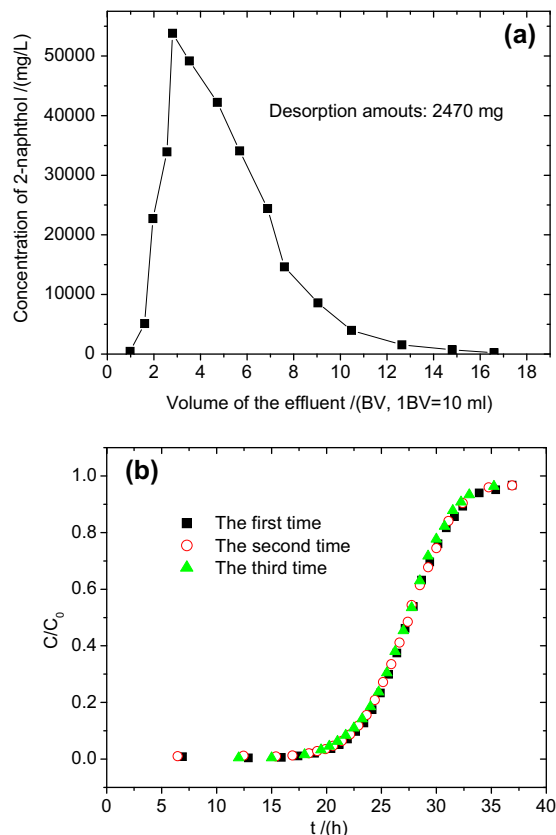 (a)
Desorption amouts: 2470 mg
Concentration of 2-naphthol /(mg/L)
50000
40000
30000
20000
10000
0
0 2 4 6 8 10 12 14 16 18
Volume of the effluent /(BV, 1BV=10 ml)
(b)
The first time
The second time
The third time
C/C0
1.0
0.8
0.6
0.4
0.2
0.0
0 5 10 15 20 25 30 35 40
t /(h)